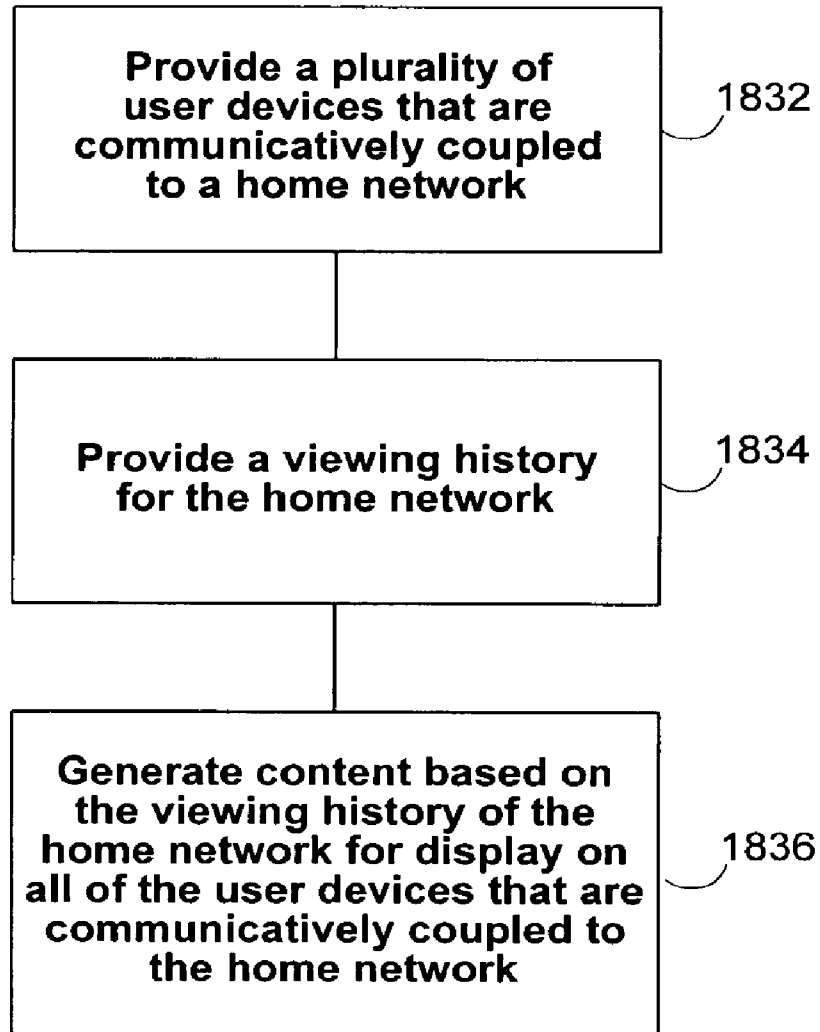 Provide a plurality of
user devices that are
communicatively coupled
to a home network
1832
Provide a viewing history
for the home network
1834
Generate content based on
the viewing history of the
home network for display on
all of the user devices that are
communicatively coupled to
the home network
1836